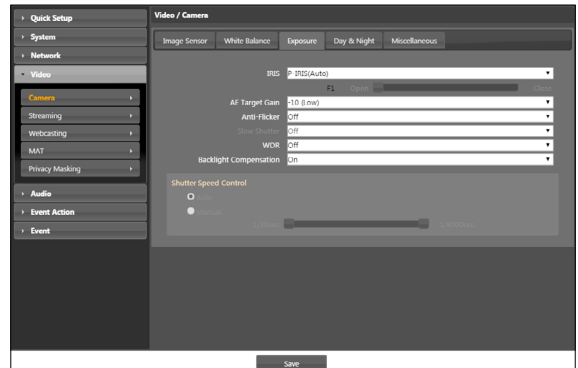 Quick Setup
System
Network
Video
Camera
Streaming
Webcasting
MAT
Privacy Masking
Audio
Event Action
Event
Video / Camera
Image Sensor White Balance Exposure Day & Night Miscellaneous
IRIS P-IRIS(Auto)
F1 Open Close
AF Target Gain -10 (Low)
Anti-Flicker Off
Slow Shutter Off
WDR Off
Backlight Compensation On
Shutter Speed Control
Auto
Manual
Save